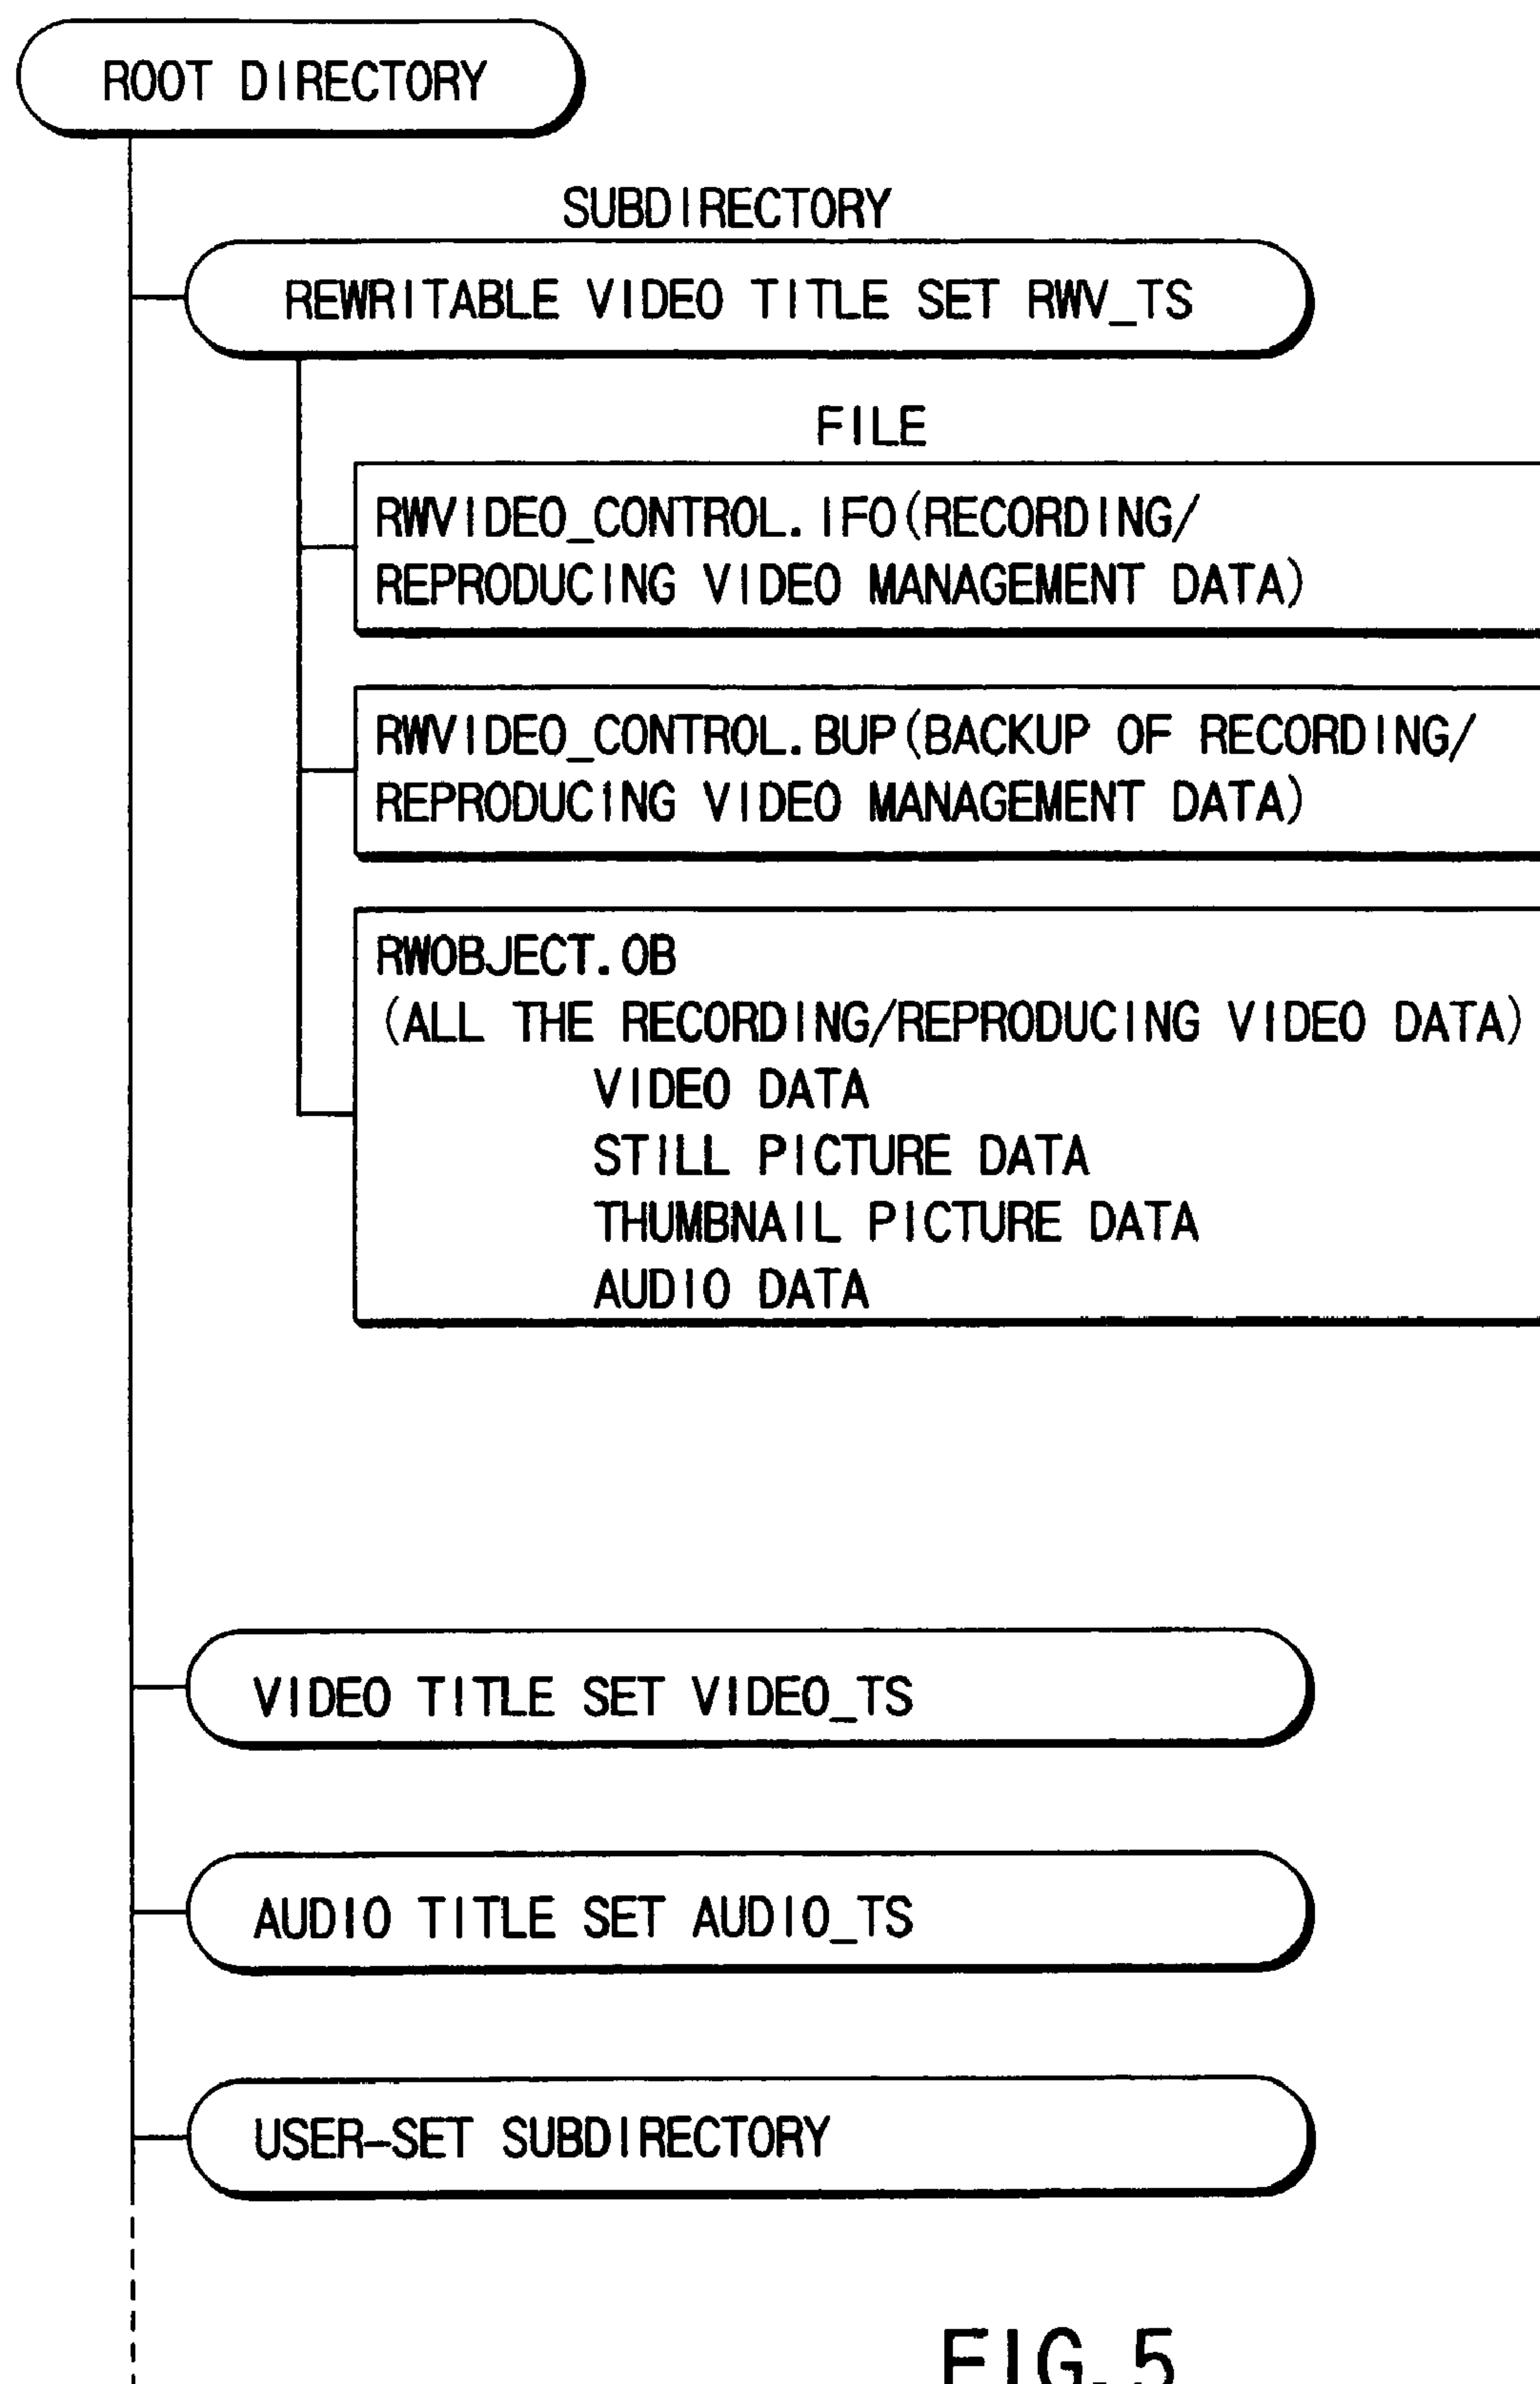 ROOT DIRECTORY
SUBDIRECTORY
REWRITABLE VIDEO TITLE SET RWV_TS
FILE
RWVIDEO_CONTROL.IFO(RECORDING/
REPRODUCING VIDEO MANAGEMENT DATA)
RWVIDEO_CONTROL.BUP(BACKUP OF RECORDING/
REPRODUCING VIDEO MANAGEMENT DATA)
RWOBJECT.OB
(ALL THE RECORDING/REPRODUCING VIDEO DATA)
VIDEO DATA
STILL PICTURE DATA
THUMBNAIL PICTURE DATA
AUDIO DATA
VIDEO TITLE SET VIDEO_TS
AUDIO TITLE SET AUDIO_TS
USER-SET SUBDIRECTORY
FIG.5